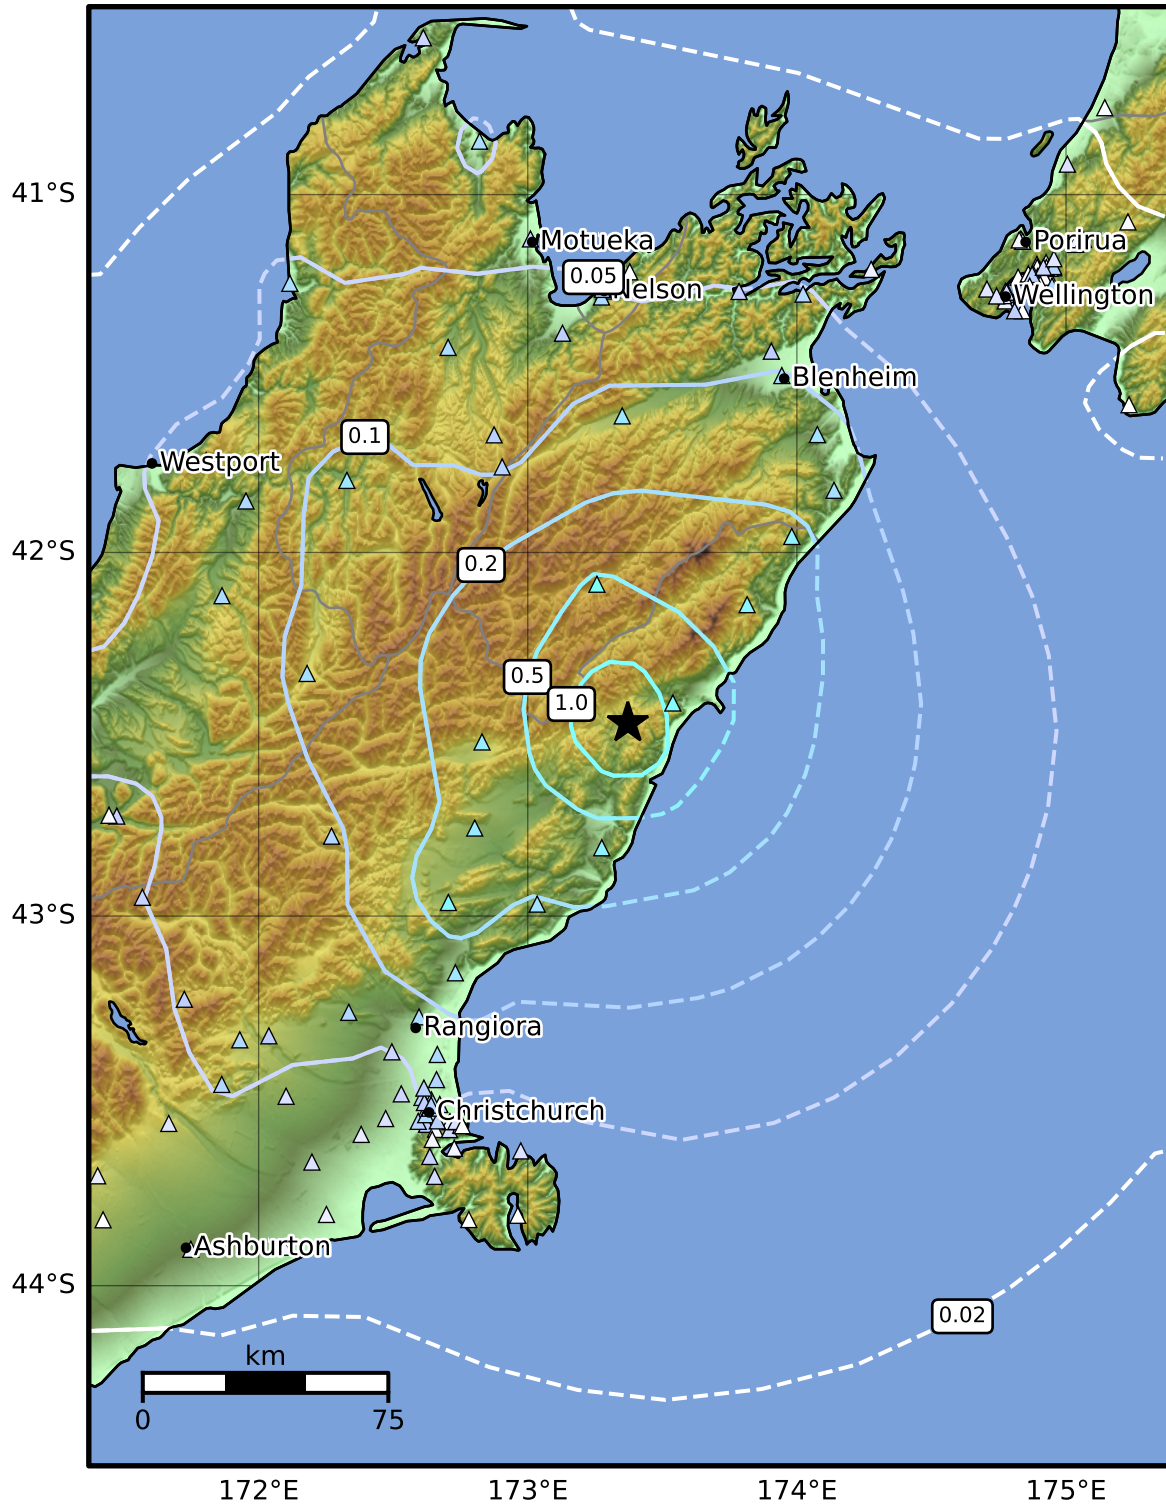 41°S
Motueka
Porirua
0.05
Nelson
Wellington
Blenheim
0.1
Westport
42°S
0.2
0.5
1.0
43°S
Rangiora
Christchurch
Ashburton
44°S
0.02
km
0
75
172°E
173°E
174°E
175°E